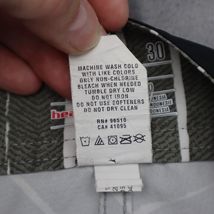 30
MACHINE WASH COLD
WITH LIKE COLORS
ONLY NON-CHLORINE
BLEACH WHEN NEEDED
TUMBLE DRY LOW
DO NOT IRON
DO NOT USE SOFTENERS
DO NOT DRY CLEAN
RN# 96510
CA# 41095